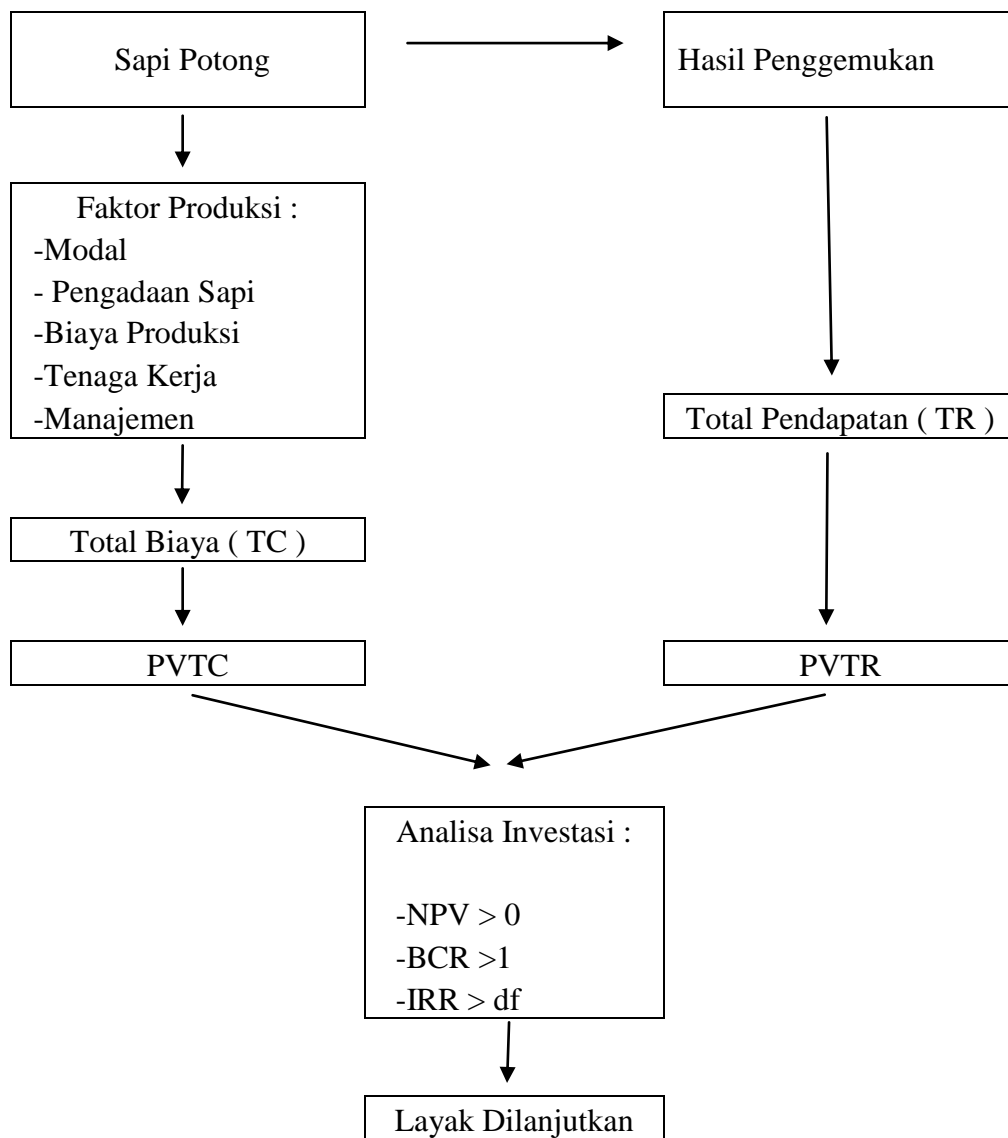 Sapi Potong
Hasil Penggemukan
Faktor Produksi :
-Modal
- Pengadaan Sapi
-Biaya Produksi
-Tenaga Kerja
-Manajemen
Total Pendapatan ( TR )
Total Biaya ( TC )
PVTC
PVTR
Analisa Investasi :
-NPV > 0
-BCR >1
-IRR > df
Layak Dilanjutkan